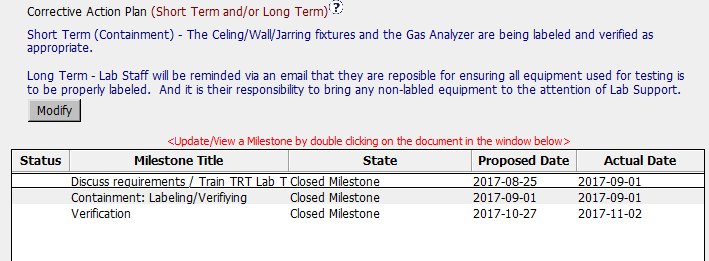 Corrective Action Plan (Short Term and/or Long Term)?
Short Term (Containment) - The Celing/Wall/Jarring fixtures and the Gas Analyzer are being labeled and verified as
appropriate.
Long Term - Lab Staff will be reminded via an email that they are reposible for ensuring all equipment used for testing is
to be properly labeled.  And it is their responsibility to bring any non-labled equipment to the attention of Lab Support.
Modify
<Update/View a Milestone by double clicking on the document in the window below>
Status Milestone Title State Proposed Date Actual Date
Discuss requirements / Train TRT Lab T Closed Milestone 2017-08-25 2017-09-01
Containment: Labeling/Verifiying Closed Milestone 2017-09-01 2017-09-01
Verification Closed Milestone 2017-10-27 2017-11-02